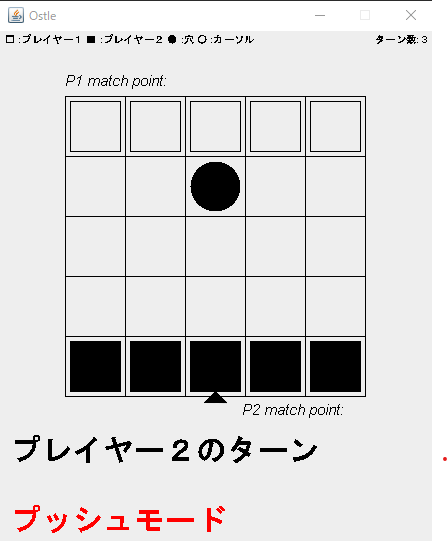 Ostle
□ :プレイヤー1 ■ :プレイヤー2 ● :穴 〇 :カーソル ターン数: 3
P1 match point:
P2 match point:
プレイヤー２のターン
プッシュモード